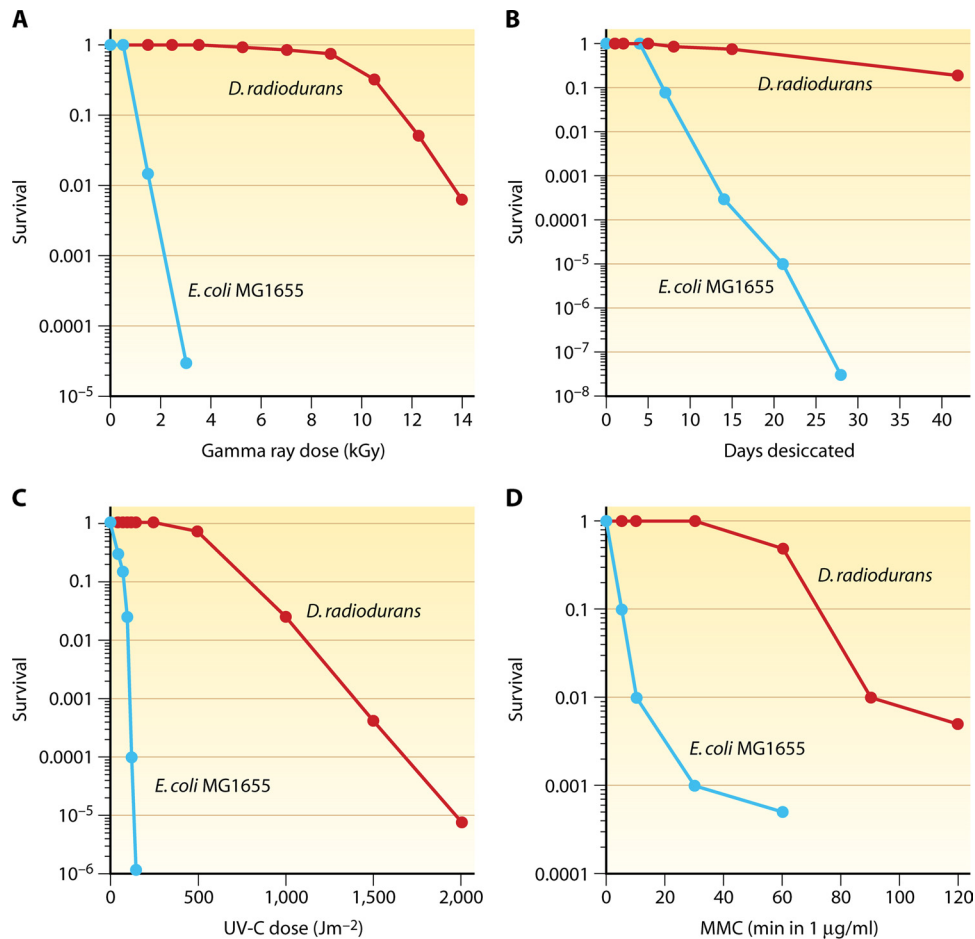 A
1
0.1
0.01
0.001
0.0001
10⁻⁵
Survival
D. radiodurans
E. coli MG1655
0 2 4 6 8 10 12 14
Gamma ray dose (kGy)
B
1
0.1
0.01
0.001
0.0001
10⁻⁵
10⁻⁶
10⁻⁷
10⁻⁸
Survival
D. radiodurans
E. coli MG1655
0 5 10 15 20 25 30 35 40
Days desiccated
C
1
0.1
0.01
0.001
0.0001
10⁻⁵
10⁻⁶
Survival
D. radiodurans
E. coli MG1655
0 500 1,000 1,500 2,000
UV-C dose (Jm⁻²)
D
1
0.1
0.01
0.001
0.0001
Survival
D. radiodurans
E. coli MG1655
0 20 40 60 80 100 120
MMC (min in 1 μg/ml)